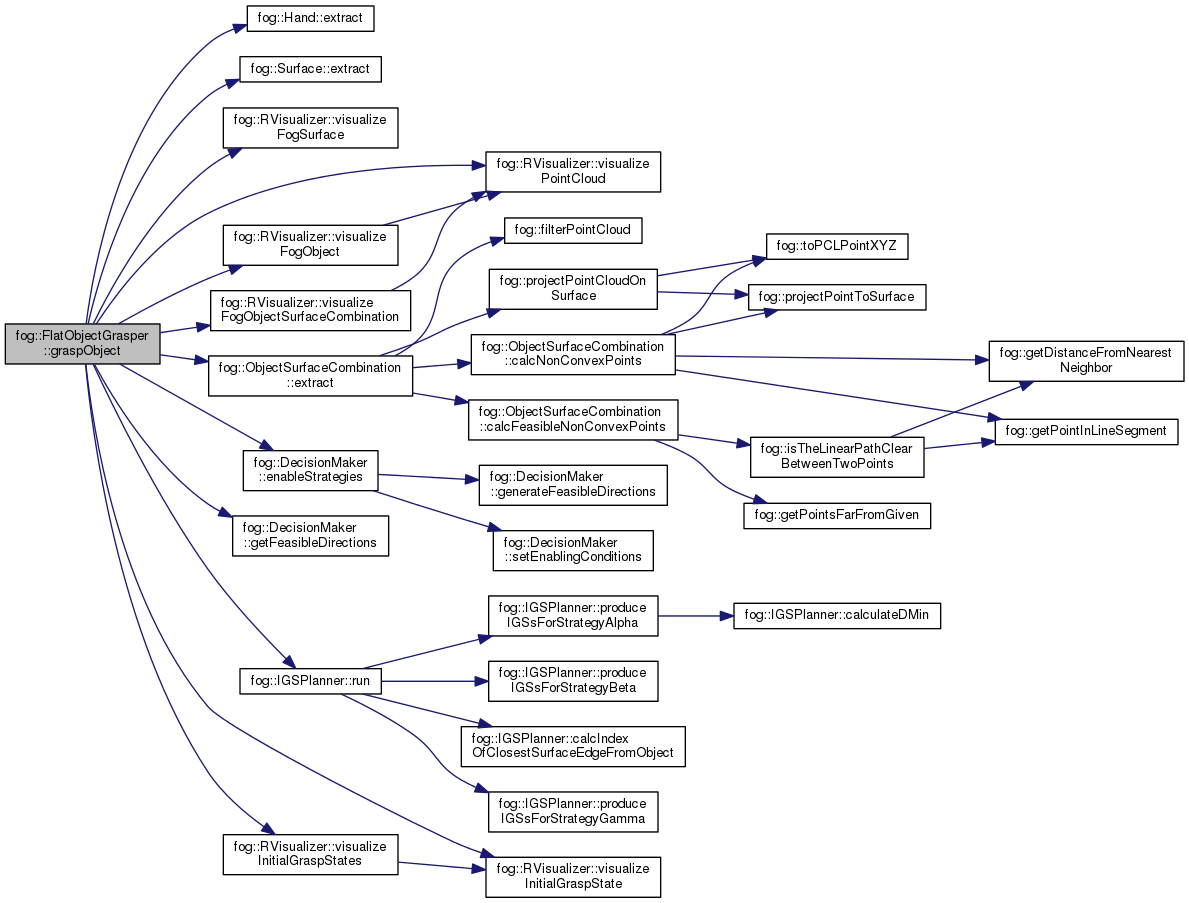 fog::Hand::extract
fog::Surface::extract
fog::RVisualizer::visualize
FogSurface
fog::RVisualizer::visualize
PointCloud
fog::filterPointCloud
fog::RVisualizer::visualize
FogObject
fog::toPCLPointXYZ
fog::projectPointCloudOn
Surface
fog::projectPointToSurface
fog::RVisualizer::visualize
FogObjectSurfaceCombination
fog::FlatObjectGrasper
::graspObject
fog::ObjectSurfaceCombination
::calcNonConvexPoints
fog::getDistanceFromNearest
Neighbor
fog::ObjectSurfaceCombination
::extract
fog::ObjectSurfaceCombination
::calcFeasibleNonConvexPoints
fog::getPointInLineSegment
fog::isTheLinearPathClear
BetweenTwoPoints
fog::DecisionMaker
::enableStrategies
fog::DecisionMaker
::generateFeasibleDirections
fog::getPointsFarFromGiven
fog::DecisionMaker
::getFeasibleDirections
fog::DecisionMaker
::setEnablingConditions
fog::IGSPlanner::produce
IGSsForStrategyAlpha
fog::IGSPlanner::calculateDMin
fog::IGSPlanner::run
fog::IGSPlanner::produce
IGSsForStrategyBeta
fog::IGSPlanner::calcIndex
OfClosestSurfaceEdgeFromObject
fog::IGSPlanner::produce
IGSsForStrategyGamma
fog::RVisualizer::visualize
InitialGraspStates
fog::RVisualizer::visualize
InitialGraspState